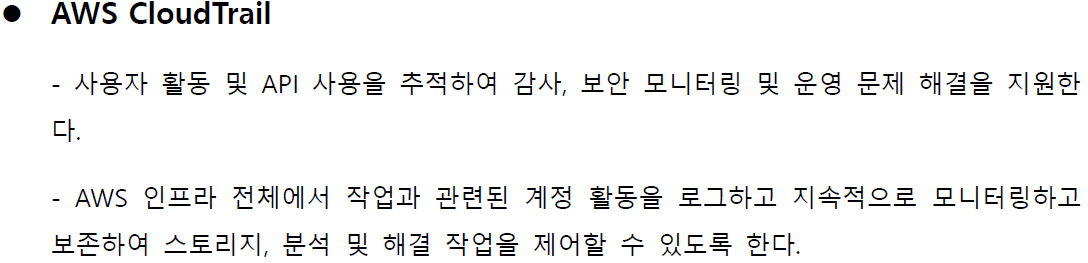 ● AWS CloudTrail
- 사용자 활동 및 API 사용을 추적하여 감사, 보안 모니터링 및 운영 문제 해결을 지원한
다.
- AWS 인프라 전체에서 작업과 관련된 계정 활동을 로그하고 지속적으로 모니터링하고
보존하여 스토리지, 분석 및 해결 작업을 제어할 수 있도록 한다.